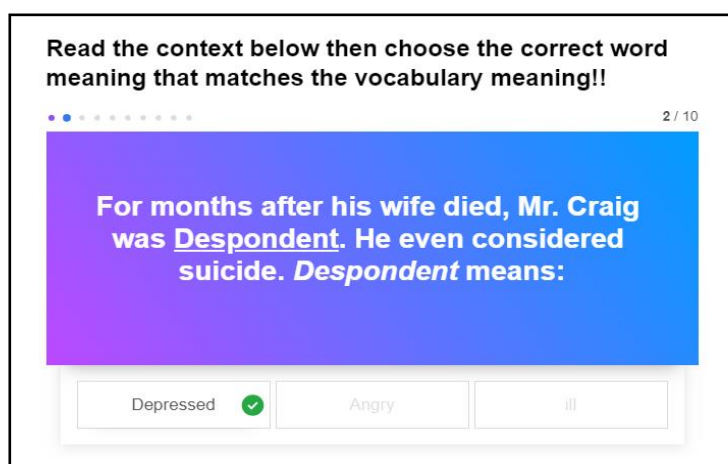 Read the context below then choose the correct word
meaning that matches the vocabulary meaning!!
2 / 10
For months after his wife died, Mr. Craig
was Despondent. He even considered
suicide. Despondent means:
Depressed
Angry
ill